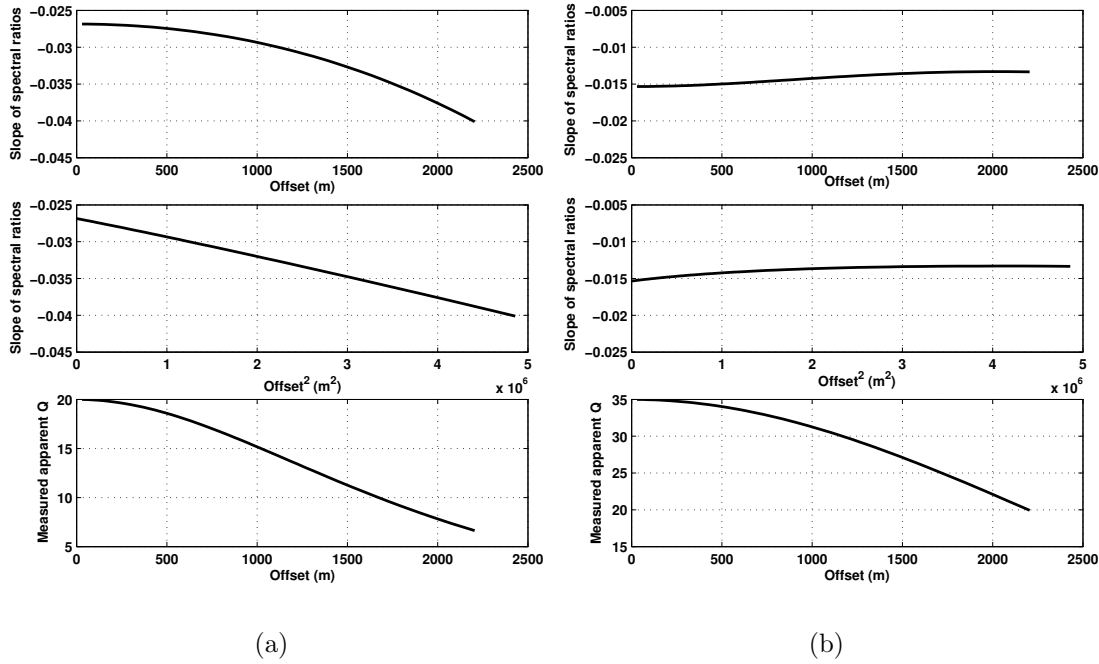 Slope of spectral ratios
−0.025
−0.03
−0.035
−0.04
−0.045
0 500 1000 1500 2000 2500
Offset (m)
Slope of spectral ratios
−0.025
−0.03
−0.035
−0.04
−0.045
0 1 2 3 4 5
Offset² (m²)
x 10⁶
Measured apparent Q
20
15
10
5
0 500 1000 1500 2000 2500
Offset (m)
(a)
Slope of spectral ratios
−0.005
−0.01
−0.015
−0.02
−0.025
0 500 1000 1500 2000 2500
Offset (m)
Slope of spectral ratios
−0.005
−0.01
−0.015
−0.02
−0.025
0 1 2 3 4 5
Offset² (m²)
x 10⁶
Measured apparent Q
35
30
25
20
15
0 500 1000 1500 2000 2500
Offset (m)
(b)